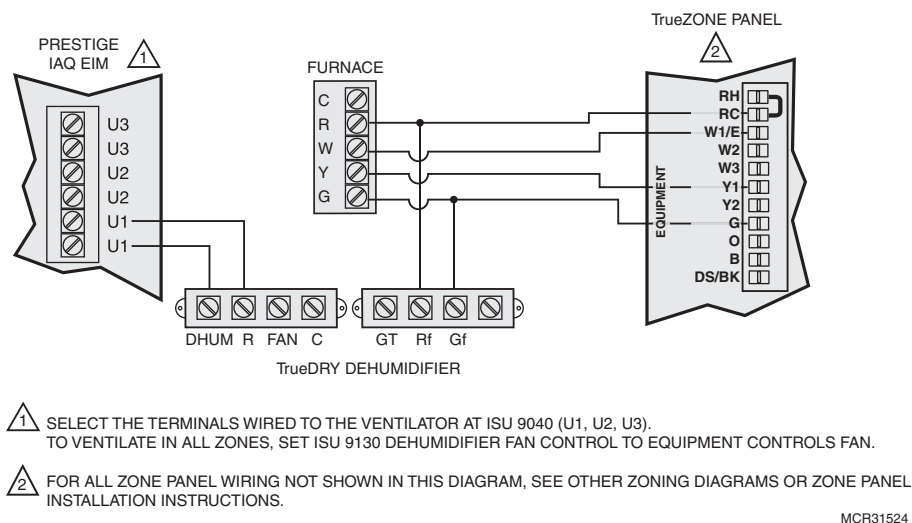 TrueZONE PANEL
2
PRESTIGE
IAQ EIM
1
FURNACE
C
R
W
Y
G
U3
U3
U2
U2
U1
U1
RH
RC
W1/E
W2
W3
Y1
Y2
G
O
B
DS/BK
EQUIPMENT
DHUM R FAN C
GT Rf Gf
TrueDRY DEHUMIDIFIER
1 SELECT THE TERMINALS WIRED TO THE VENTILATOR AT ISU 9040 (U1, U2, U3).
TO VENTILATE IN ALL ZONES, SET ISU 9130 DEHUMIDIFIER FAN CONTROL TO EQUIPMENT CONTROLS FAN.
2 FOR ALL ZONE PANEL WIRING NOT SHOWN IN THIS DIAGRAM, SEE OTHER ZONING DIAGRAMS OR ZONE PANEL
INSTALLATION INSTRUCTIONS.
MCR31524